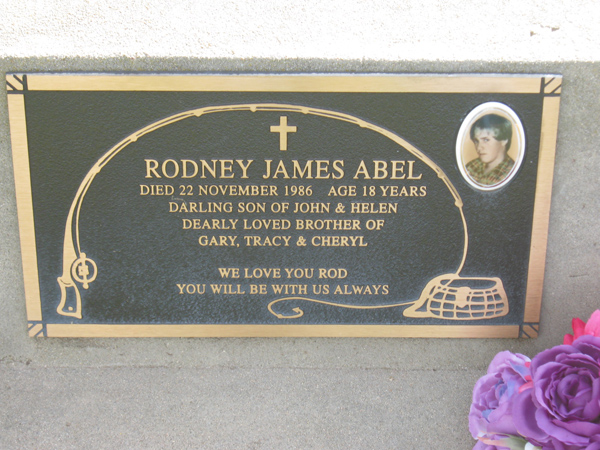 RODNEY JAMES ABEL
DIED 22 NOVEMBER 1986 AGE 18 YEARS
DARLING SON OF JOHN & HELEN
DEARLY LOVED BROTHER OF
GARY, TRACY & CHERYL
WE LOVE YOU ROD
YOU WILL BE WITH US ALWAYS